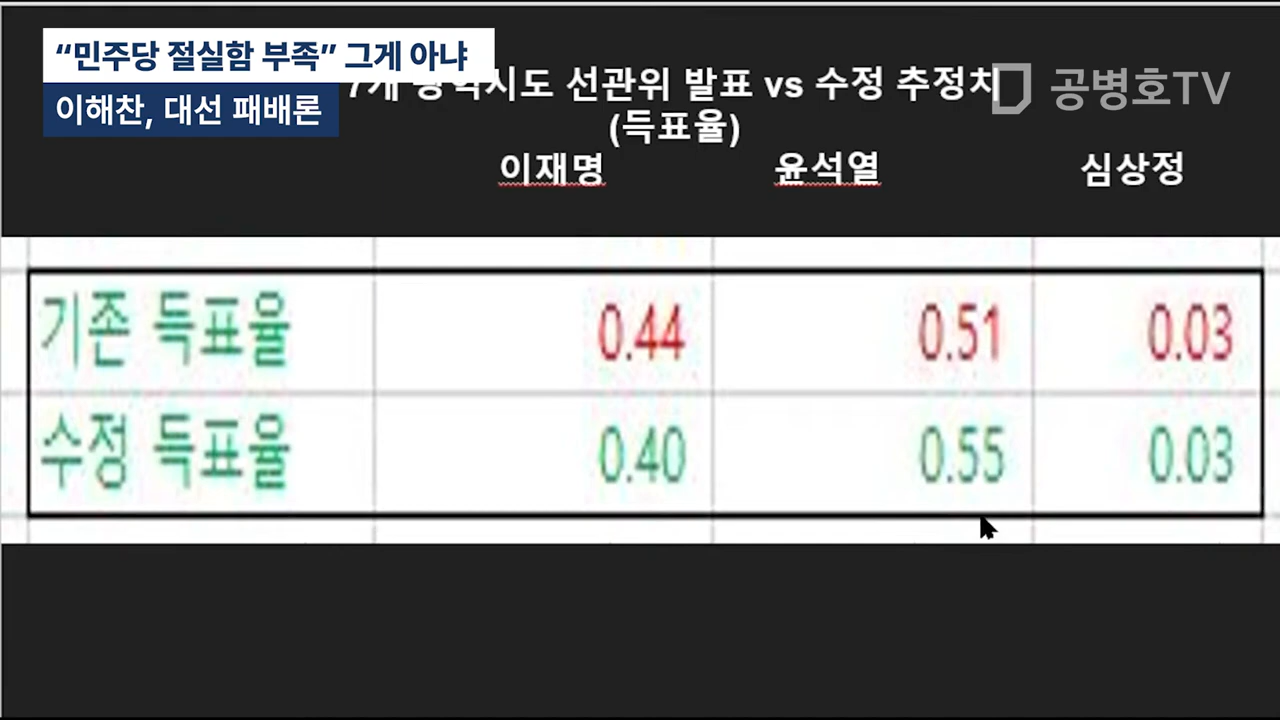 “민주당 절실함 부족” 그게 아냐
이해찬, 대선 패배론
선관위 발표 vs 수정 추정치
(득표율)
공병호TV
이재명 윤석열 심상정
기존 득표율 0.44 0.51 0.03
수정 득표율 0.40 0.55 0.03